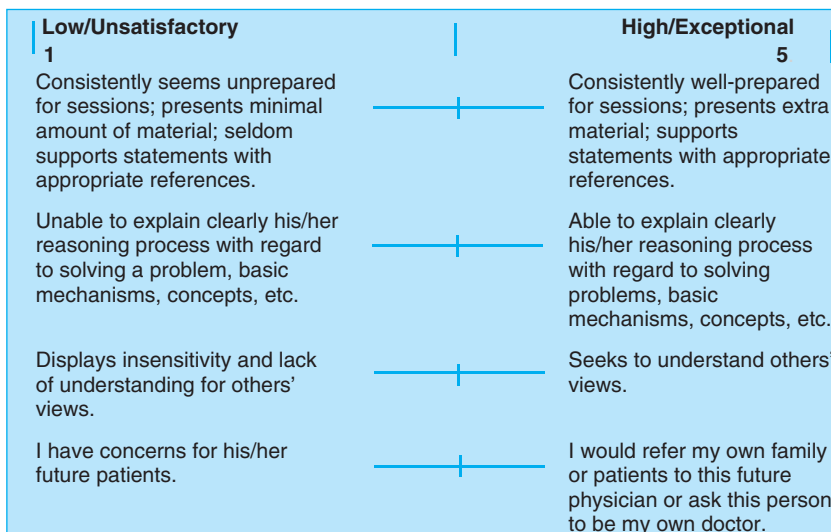 Low/Unsatisfactory High/Exceptional
1 5
Consistently seems unprepared
for sessions; presents minimal
amount of material; seldom
supports statements with
appropriate references.
Consistently well-prepared
for sessions; presents extra
material; supports
statements with appropriate
references.
Unable to explain clearly his/her
reasoning process with regard
to solving a problem, basic
mechanisms, concepts, etc.
Able to explain clearly
his/her reasoning process
with regard to solving
problems, basic
mechanisms, concepts, etc.
Displays insensitivity and lack
of understanding for others’
views.
Seeks to understand others’
views.
I have concerns for his/her
future patients.
I would refer my own family
or patients to this future
physician or ask this person
to be my own doctor.